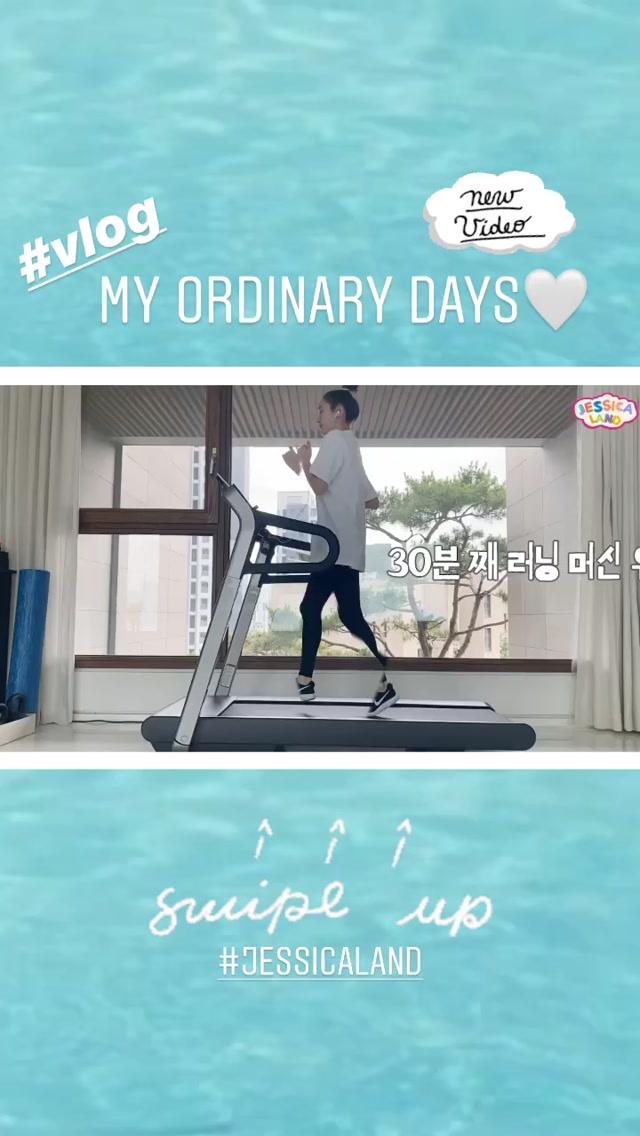 new
Video
#vlog
MY ORDINARY DAYS
JESSICA
LAND
30분 째 러닝 머신
swipe up
#JESSICALAND